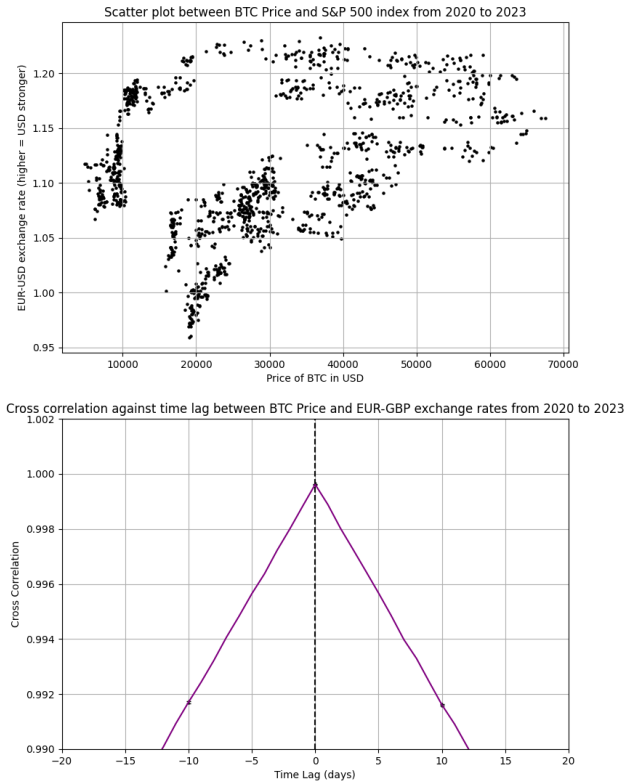 Scatter plot between BTC Price and S&P 500 index from 2020 to 2023
EUR-USD exchange rate (higher = USD stronger)
1.20
1.15
1.10
1.05
1.00
0.95
10000 20000 30000 40000 50000 60000 70000
Price of BTC in USD
Cross correlation against time lag between BTC Price and EUR-GBP exchange rates from 2020 to 2023
Cross Correlation
1.002
1.000
0.998
0.996
0.994
0.992
0.990
−20 −15 −10 −5 0 5 10 15 20
Time Lag (days)